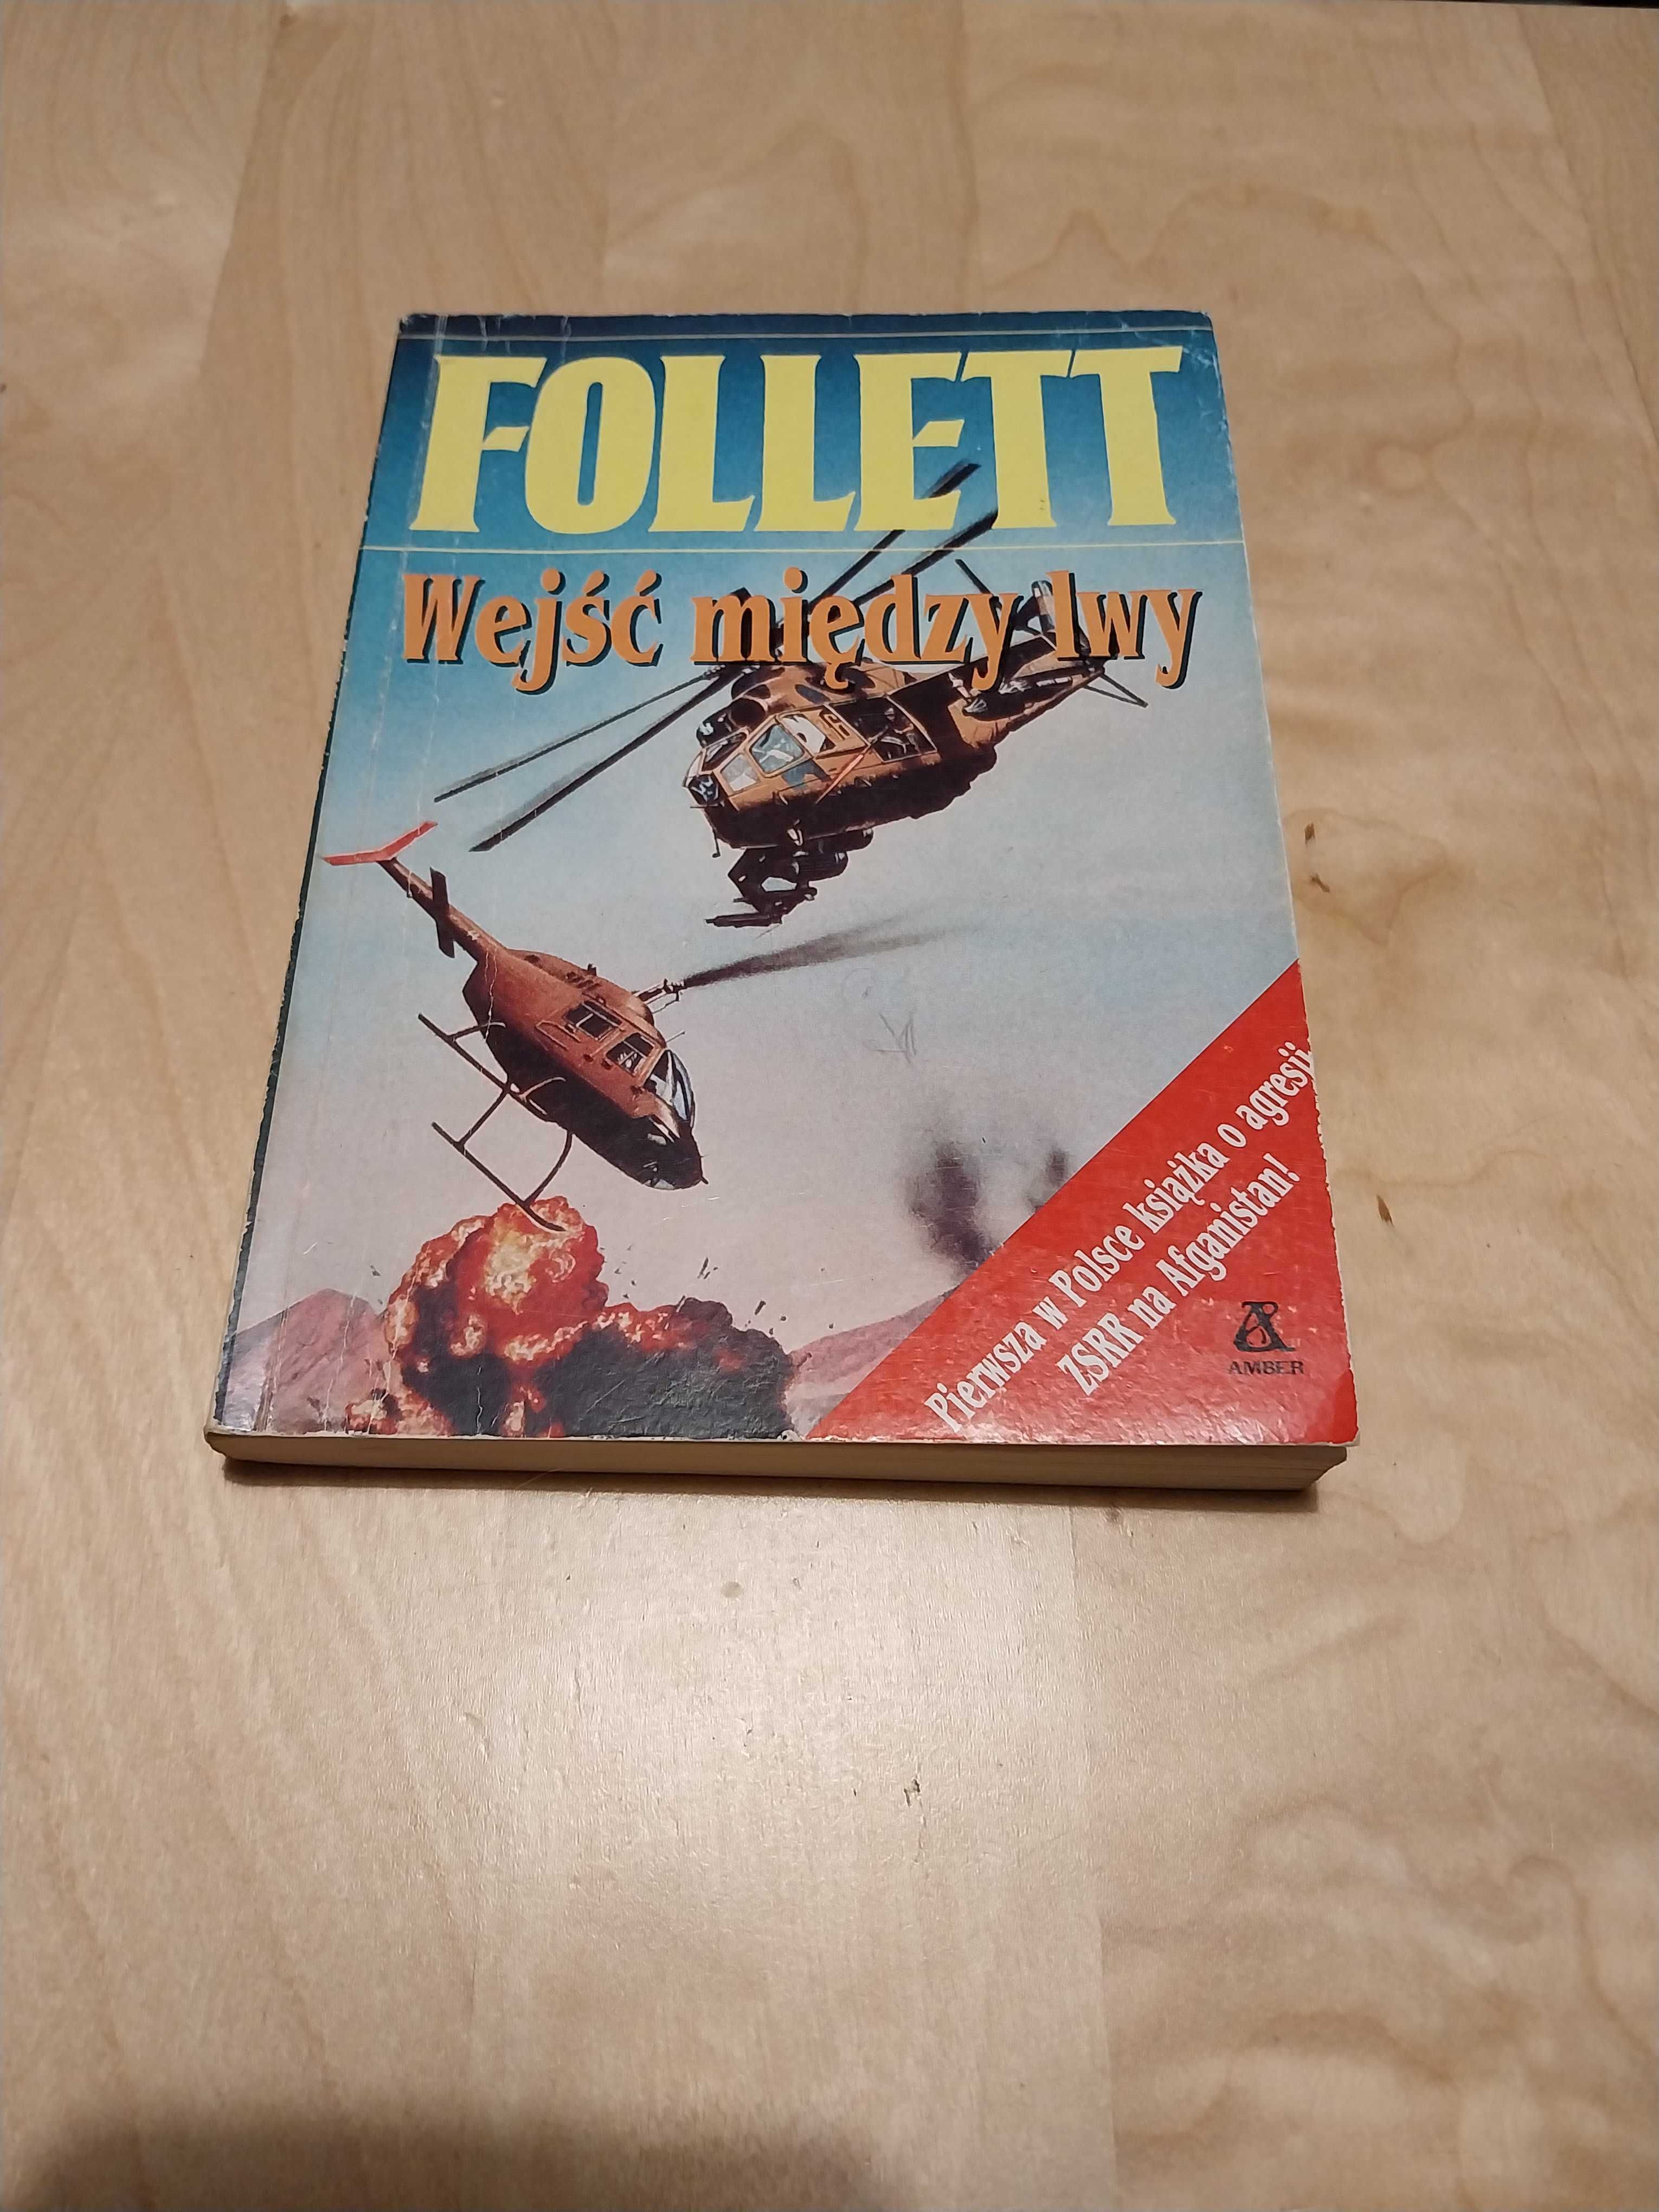 FOLLETT
Wejść między lwy
Pierwsza w Polsce książka o agresji
ZSRR na Afganistan!
AMBER